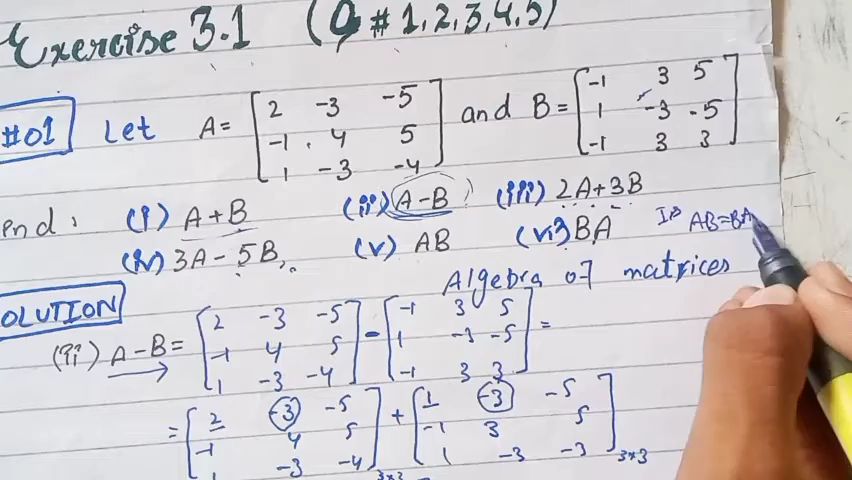 Exercise 3.1 (Q # 1,2,3,4,5)
#01 Let A= [ 2 -3 -5 and B= [ -1 3 5
-1 4 5 1 -3 -5
1 -3 -4 ] -1 3 3 ]
ind : (i) A+B (ii) A-B (iii) 2A+3B
(iv) 3A-5B, (v) AB (vi) BA Is AB=BA
Algebra of matrices
OLUTION
(ii) A-B= [ 2 -3 -5 - [ -1 3 5 =
-1 4 5 1 -3 -5
1 -3 -4 ] -1 3 3 ]
= [ 2 -3 -5 + [ 1 -3 -5
-1 4 5 -1 3 5
1 -3 -4 ] 3×3 1 -3 -3 ] 3×3